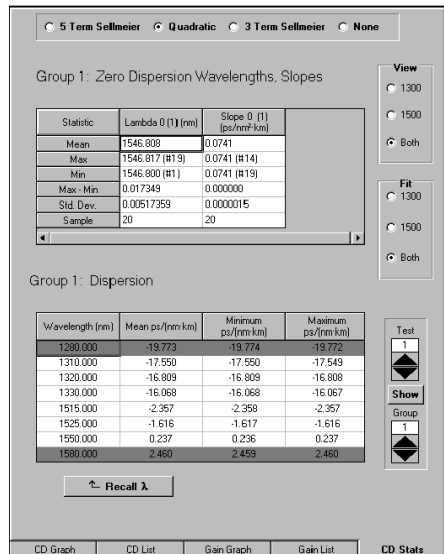 5 Term Sellmeier Quadratic 3 Term Sellmeier None
Group 1: Zero Dispersion Wavelengths, Slopes
Statistic Lambda 0 (1) (nm) Slope 0 (1) (ps/nm²·km)
Mean 1546.808 0.0741
Max 1546.817 (#19) 0.0741 (#14)
Min 1546.800 (#1) 0.0741 (#19)
Max - Min 0.017349 0.000000
Std. Dev. 0.00517359 0.0000015
Sample 20 20
View
1300
1500
Both
Fit
1300
1500
Both
Group 1: Dispersion
Wavelength (nm) Mean ps/(nm·km) Minimum ps/(nm·km) Maximum ps/(nm·km)
1280.000 -19.773 -19.774 -19.772
1310.000 -17.550 -17.550 -17.549
1320.000 -16.809 -16.809 -16.808
1330.000 -16.068 -16.068 -16.067
1515.000 -2.357 -2.358 -2.357
1525.000 -1.616 -1.617 -1.616
1550.000 0.237 0.236 0.237
1580.000 2.460 2.459 2.460
Test
1
Show
Group
1
Recall λ
CD Graph CD List Gain Graph Gain List CD Stats